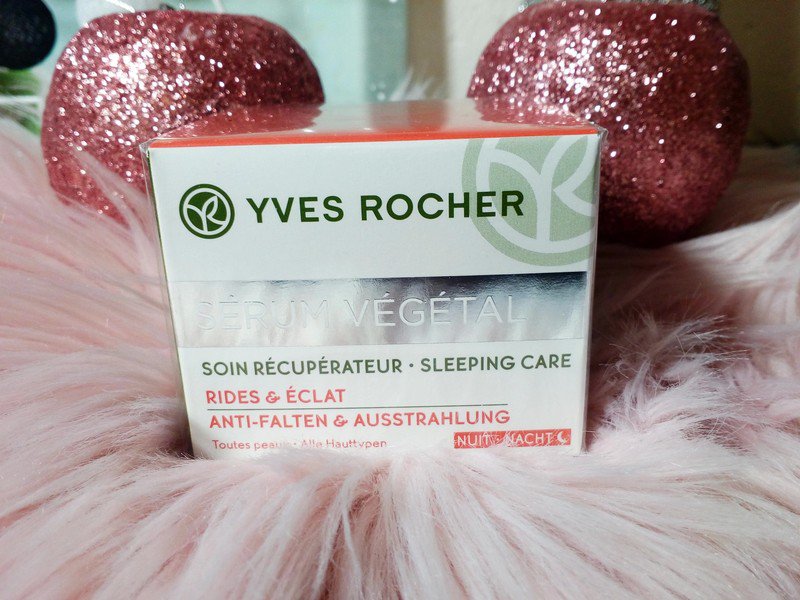 YVES ROCHER
SÉRUM VÉGÉTAL
SOIN RÉCUPÉRATEUR • SLEEPING CARE
RIDES & ÉCLAT
ANTI-FALTEN & AUSSTRAHLUNG
Toutes peaux • Alle Hauttypen NUIT • NACHT